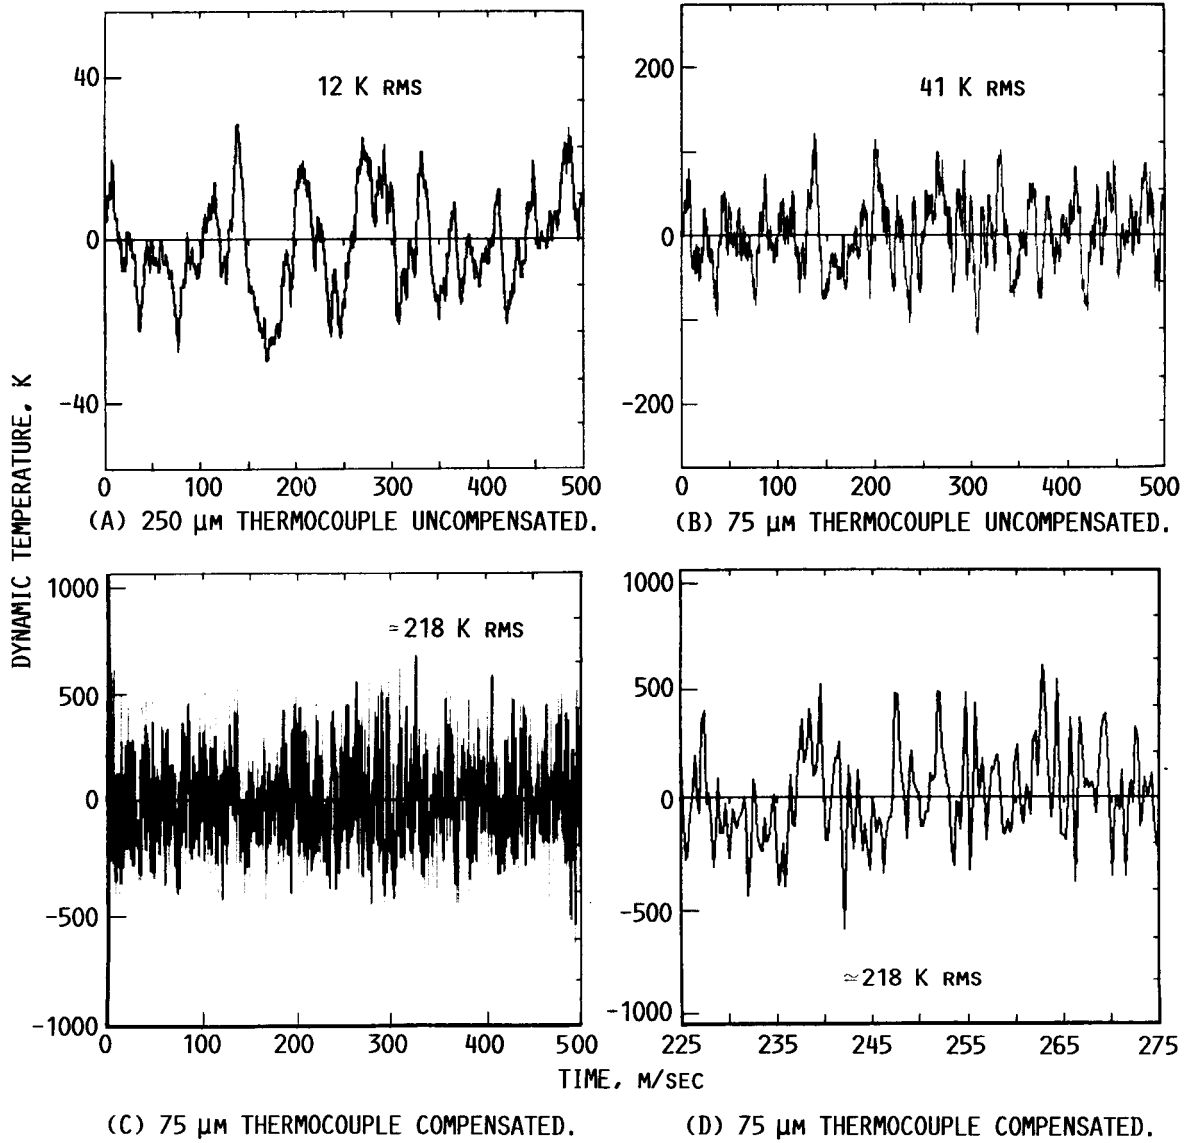 DYNAMIC TEMPERATURE, K
12 K RMS
40
0
-40
0 100 200 300 400 500
(A) 250 μM THERMOCOUPLE UNCOMPENSATED.
41 K RMS
200
0
-200
0 100 200 300 400 500
(B) 75 μM THERMOCOUPLE UNCOMPENSATED.
≃218 K RMS
1000
500
0
-500
-1000
0 100 200 300 400 500
(C) 75 μM THERMOCOUPLE COMPENSATED.
1000
500
0
-500
-1000
≃218 K RMS
225 235 245 255 265 275
TIME, M/SEC
(D) 75 μM THERMOCOUPLE COMPENSATED.